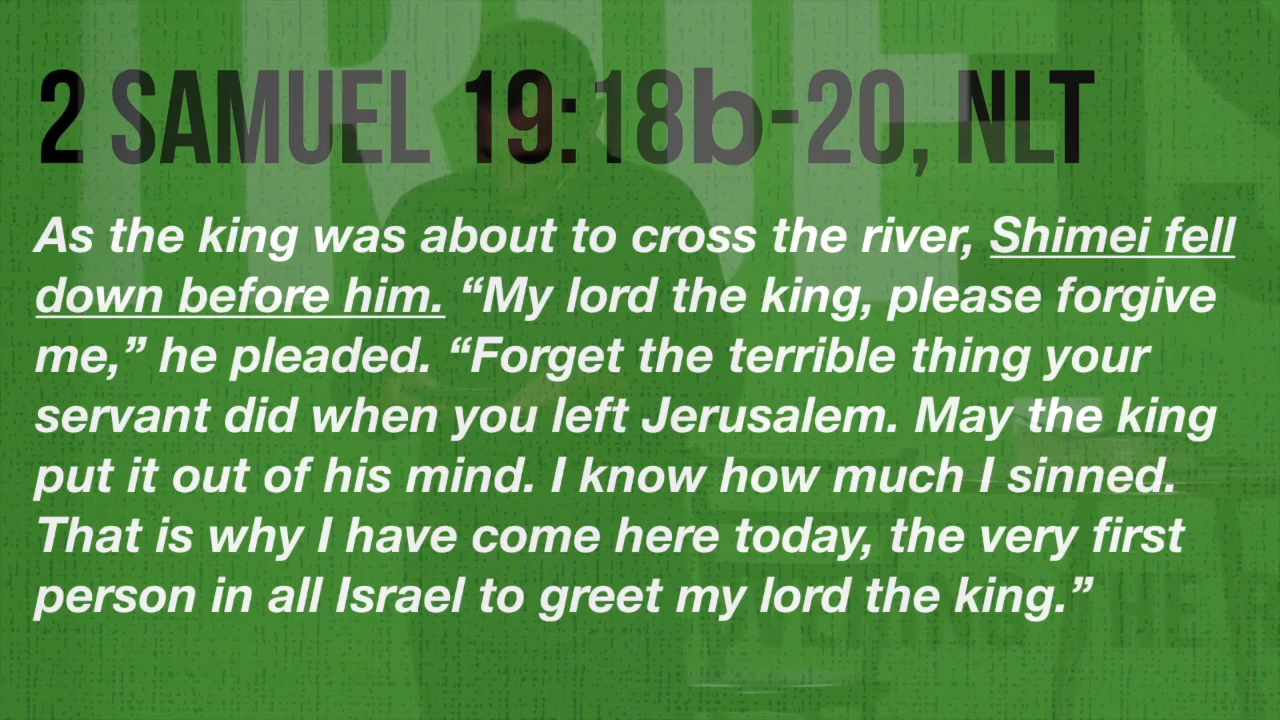 2 SAMUEL 19:18b-20, NLT
As the king was about to cross the river, Shimei fell
down before him. “My lord the king, please forgive
me,” he pleaded. “Forget the terrible thing your
servant did when you left Jerusalem. May the king
put it out of his mind. I know how much I sinned.
That is why I have come here today, the very first
person in all Israel to greet my lord the king.”